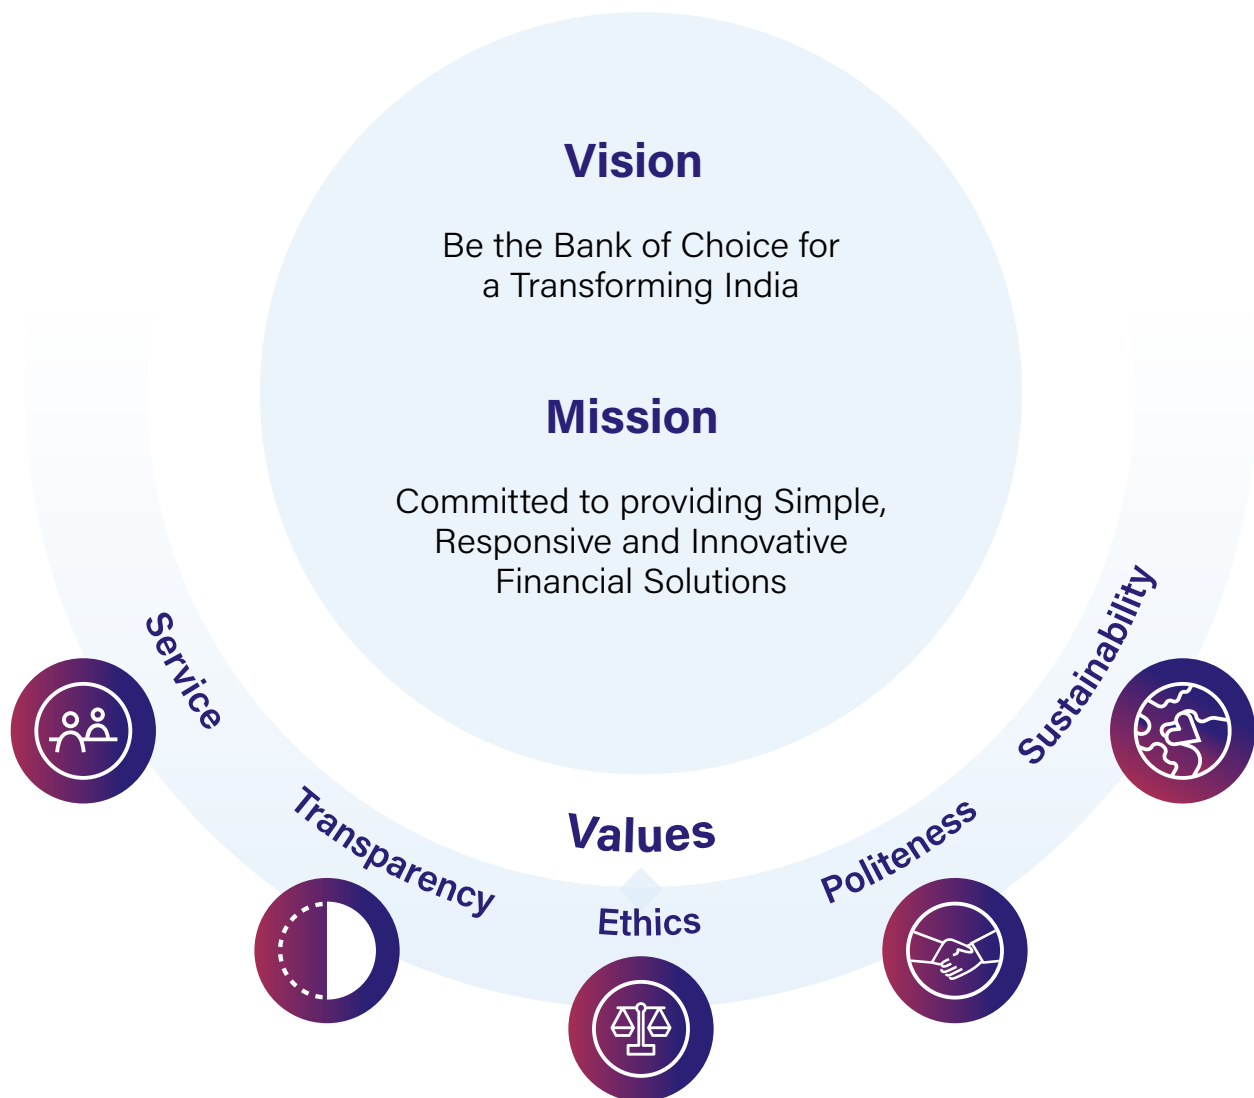 Vision
Be the Bank of Choice for
a Transforming India
Mission
Committed to providing Simple,
Responsive and Innovative
Financial Solutions
Values
Service
Transparency
Ethics
Politeness
Sustainability